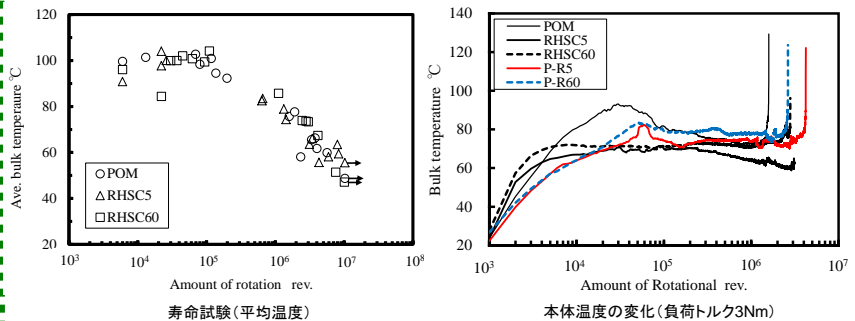 120
100
80
60
40
20
10³
10⁴
10⁵
10⁶
10⁷
10⁸
Ave. bulk temperaure ℃
Amount of rotation rev.
○POM
△RHSC5
□RHSC60
寿命試験(平均温度)
140
120
100
80
60
40
20
10³
10⁴
10⁵
10⁶
10⁷
Bulk temperature ℃
Amount of Rotational rev.
POM
RHSC5
RHSC60
P-R5
P-R60
本体温度の変化(負荷トルク3Nm)